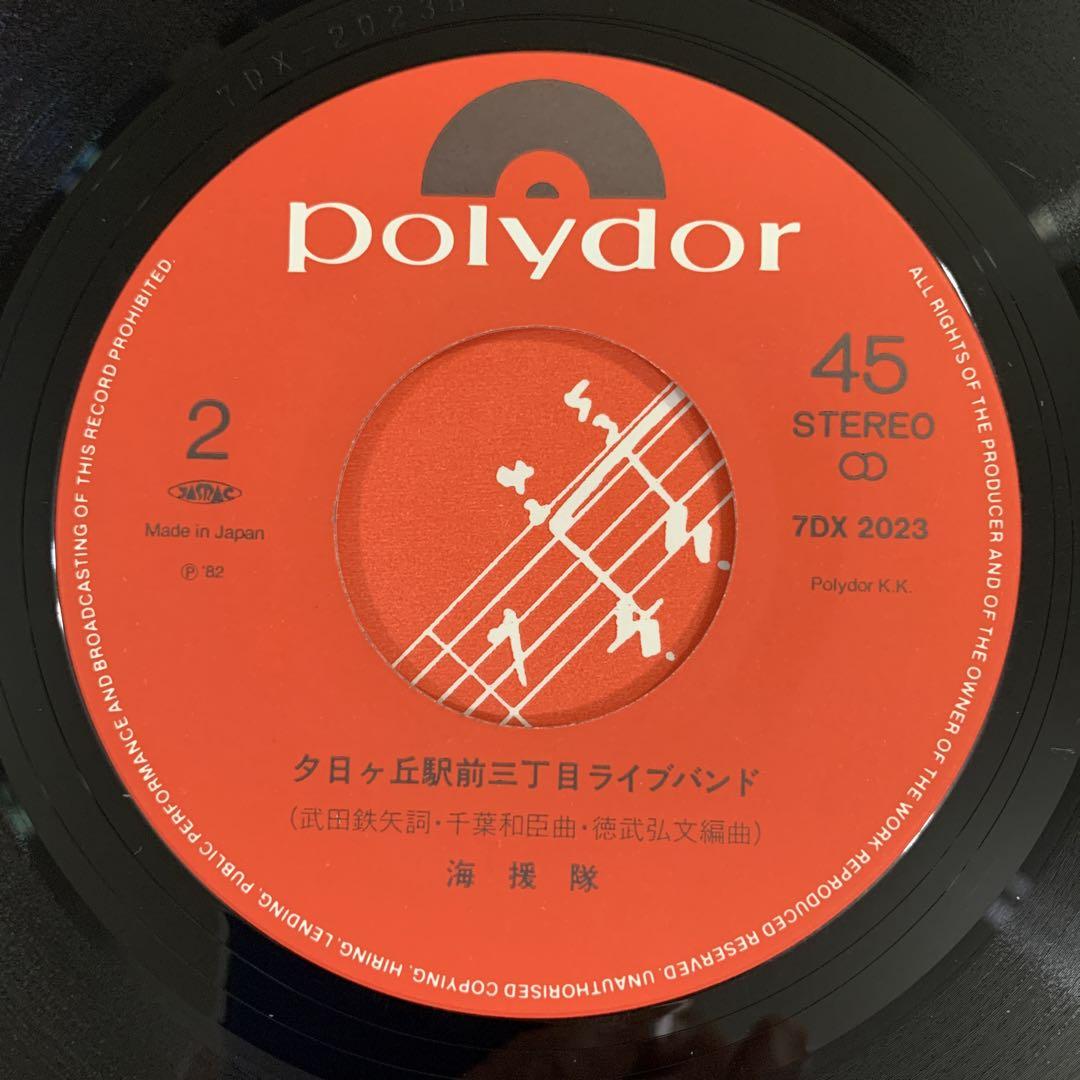 7DX-2023B
polydor
2
JASRAC
Made in Japan
Ⓟ '82
45
STEREO
7DX 2023
Polydor K.K.
夕日ヶ丘駅前三丁目ライブバンド
(武田鉄矢詞・千葉和臣曲・徳武弘文編曲)
海援隊
ALL RIGHTS OF THE PRODUCER AND OF THE OWNER OF THE WORK REPRODUCED RESERVED. UNAUTHORISED COPYING, HIRING, LENDING, PUBLIC PERFORMANCE AND BROADCASTING OF THIS RECORD PROHIBITED.